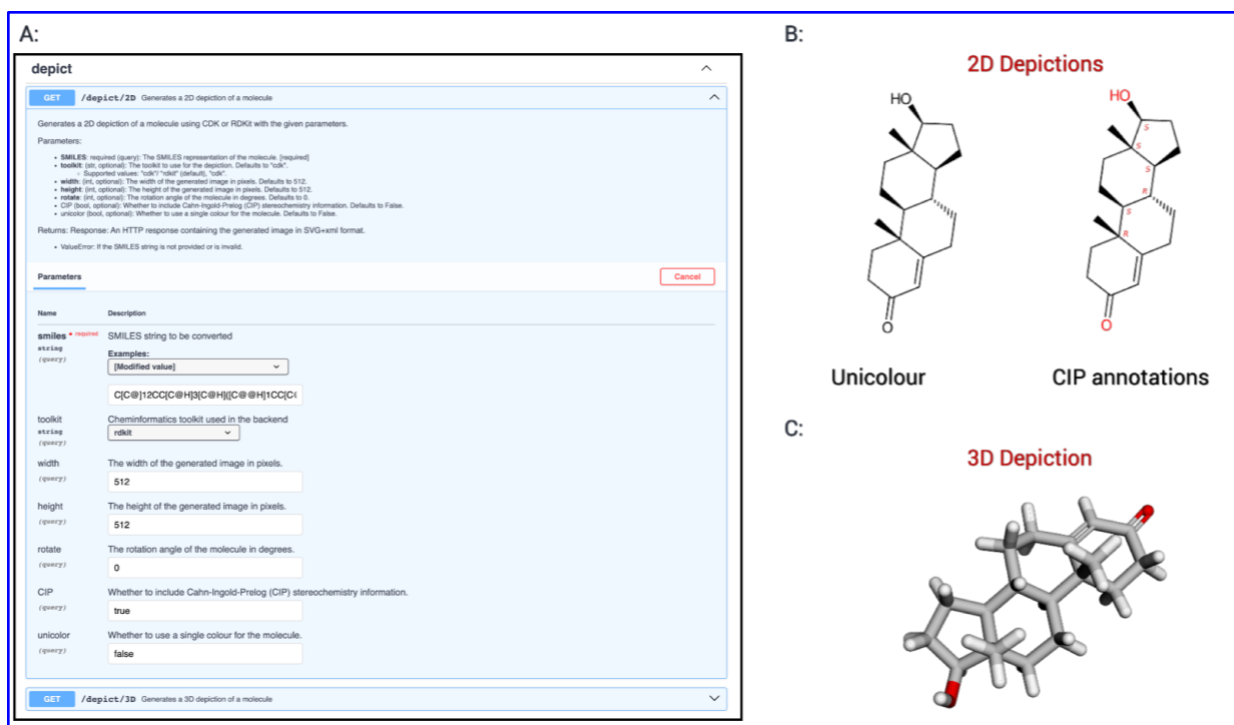 A:
depict
GET /depict/2D Generates a 2D depiction of a molecule
Generates a 2D depiction of a molecule using CDK or RDKit with the given parameters.
Parameters:
• SMILES: required (query): The SMILES representation of the molecule. [required]
• toolkit: (str, optional): The toolkit to use for the depiction. Defaults to "cdk".
◦ Supported values: "cdk"/ "rdkit" (default), "cdk".
• width: (int, optional): The width of the generated image in pixels. Defaults to 512.
• height: (int, optional): The height of the generated image in pixels. Defaults to 512.
• rotate: (int, optional): The rotation angle of the molecule in degrees. Defaults to 0.
• CIP (bool, optional): Whether to include Cahn-Ingold-Prelog (CIP) stereochemistry information. Defaults to False.
• unicolor (bool, optional): Whether to use a single colour for the molecule. Defaults to False.
Returns: Response: An HTTP response containing the generated image in SVG+xml format.
• ValueError: If the SMILES string is not provided or is invalid.
Parameters
Cancel
Name Description
smiles * required SMILES string to be converted
string
(query)
Examples:
[Modified value]
C[C@]12CC[C@H]3[C@H]([C@@H]1CC[C@
toolkit Cheminformatics toolkit used in the backend
string
(query)
rdkit
width The width of the generated image in pixels.
(query)
512
height The height of the generated image in pixels.
(query)
512
rotate The rotation angle of the molecule in degrees.
(query)
0
CIP Whether to include Cahn-Ingold-Prelog (CIP) stereochemistry information.
(query)
true
unicolor Whether to use a single colour for the molecule.
(query)
false
GET /depict/3D Generates a 3D depiction of a molecule
B:
2D Depictions
HO
O
Unicolour
HO
S
S
S
R
S
R
O
CIP annotations
C:
3D Depiction